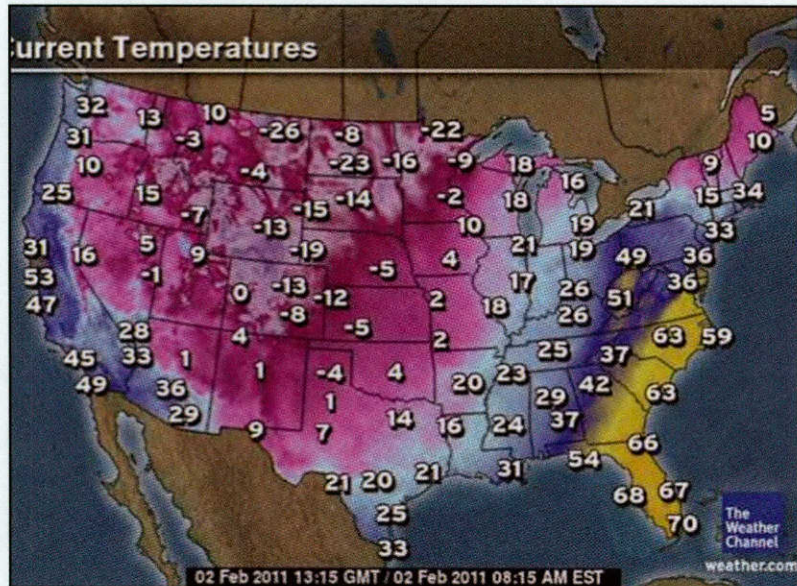 Current Temperatures
32 13 10 -26 -8 -22 5
31 -3 10
10 -4 -23 -16 -9 18 16 9
25 15 -7 -15 -14 -2 18 15 34
-13 10 19 21 33
31 16 5 9 -19 4 21 19 49 36
53 -1 -5 17 36
47 0 -13 -12 2 18 26 51
-8 26
28 4 -5 2 63 59
45 33 1 1 -4 4 25 37
49 36 20 23 42 63
29 1 29
9 7 14 16 24 37
66
21 20 21 31 54
68 67
25 70
33
The
Weather
Channel
weather.com
02 Feb 2011 13:15 GMT / 02 Feb 2011 08:15 AM EST